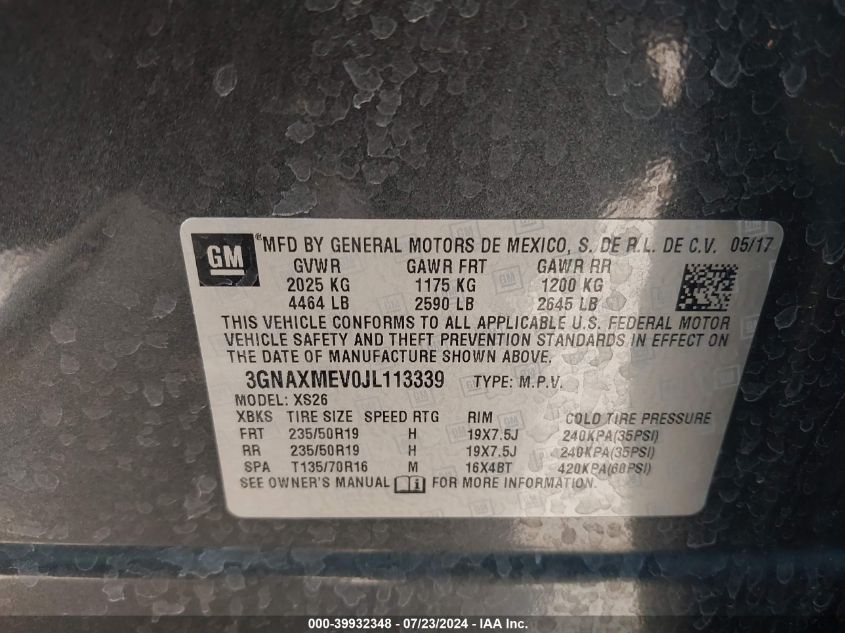 GM ® MFD BY GENERAL MOTORS DE MEXICO, S. DE R.L. DE C.V. 05/17
GVWR GAWR FRT GAWR RR
2025 KG 1175 KG 1200 KG
4464 LB 2590 LB 2645 LB
THIS VEHICLE CONFORMS TO ALL APPLICABLE U.S. FEDERAL MOTOR
VEHICLE SAFETY AND THEFT PREVENTION STANDARDS IN EFFECT ON
THE DATE OF MANUFACTURE SHOWN ABOVE.
3GNAXMEV0JL113339 TYPE: M.P.V.
MODEL: XS26
XBKS TIRE SIZE SPEED RTG RIM COLD TIRE PRESSURE
FRT 235/50R19 H 19X7.5J 240KPA(35PSI)
RR 235/50R19 H 19X7.5J 240KPA(35PSI)
SPA T135/70R16 M 16X4BT 420KPA(60PSI)
SEE OWNER'S MANUAL i FOR MORE INFORMATION.
000-39932348 - 07/23/2024 - IAA Inc.